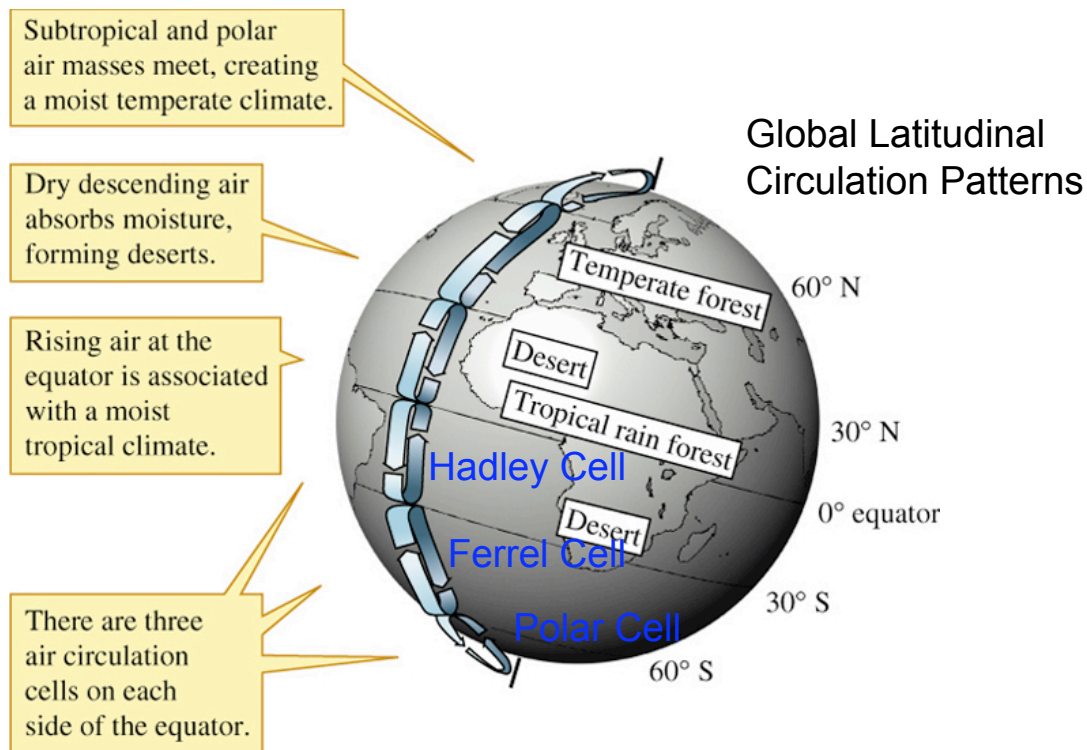 Subtropical and polar
air masses meet, creating
a moist temperate climate.
Global Latitudinal
Circulation Patterns
Dry descending air
absorbs moisture,
forming deserts.
Temperate forest
60° N
Rising air at the
equator is associated
with a moist
tropical climate.
Desert
Tropical rain forest
30° N
Hadley Cell
0° equator
Desert
Ferrel Cell
30° S
There are three
air circulation
cells on each
side of the equator.
Polar Cell
60° S